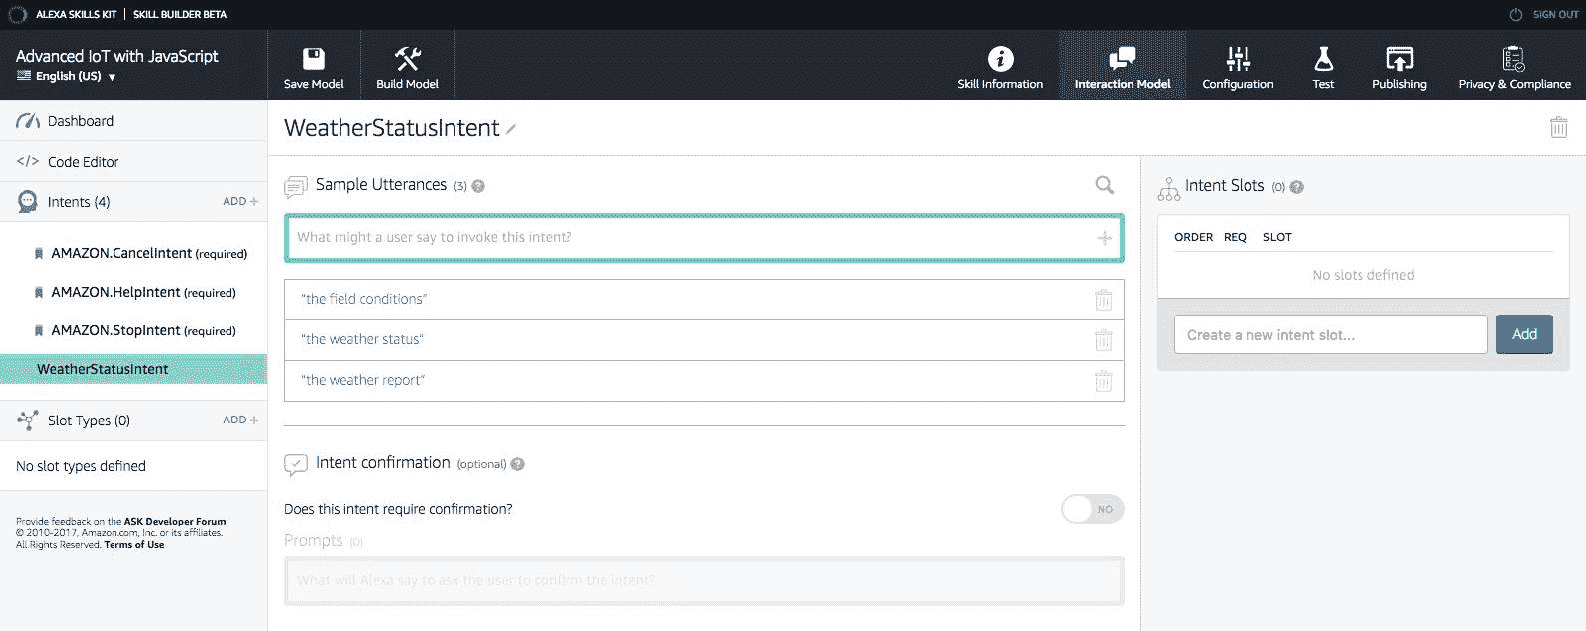 ALEXA SKILLS KIT | SKILL BUILDER BETA
SIGN OUT
Advanced IoT with JavaScript
English (US) ▼
Save Model
Build Model
Skill Information
Interaction Model
Configuration
Test
Publishing
Privacy & Compliance
Dashboard
</> Code Editor
Intents (4)
ADD +
AMAZON.CancelIntent (required)
AMAZON.HelpIntent (required)
AMAZON.StopIntent (required)
WeatherStatusIntent
Slot Types (0)
ADD +
No slot types defined
Provide feedback on the ASK Developer Forum
© 2010-2017, Amazon.com, Inc. or its affiliates.
All Rights Reserved. Terms of Use
WeatherStatusIntent
Sample Utterances (3) ?
What might a user say to invoke this intent?
“the field conditions”
“the weather status”
“the weather report”
Intent confirmation (optional) ?
Does this intent require confirmation?
NO
Prompts (0)
What will Alexa say to ask the user to confirm the intent?
Intent Slots (0) ?
ORDER REQ SLOT
No slots defined
Create a new intent slot...
Add